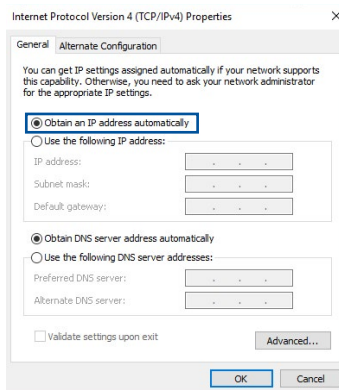 Internet Protocol Version 4 (TCP/IPv4) Properties
General
Alternate Configuration
You can get IP settings assigned automatically if your network supports
this capability. Otherwise, you need to ask your network administrator
for the appropriate IP settings.
Obtain an IP address automatically
Use the following IP address:
IP address:
Subnet mask:
Default gateway:
Obtain DNS server address automatically
Use the following DNS server addresses:
Preferred DNS server:
Alternate DNS server:
Validate settings upon exit
Advanced...
OK
Cancel